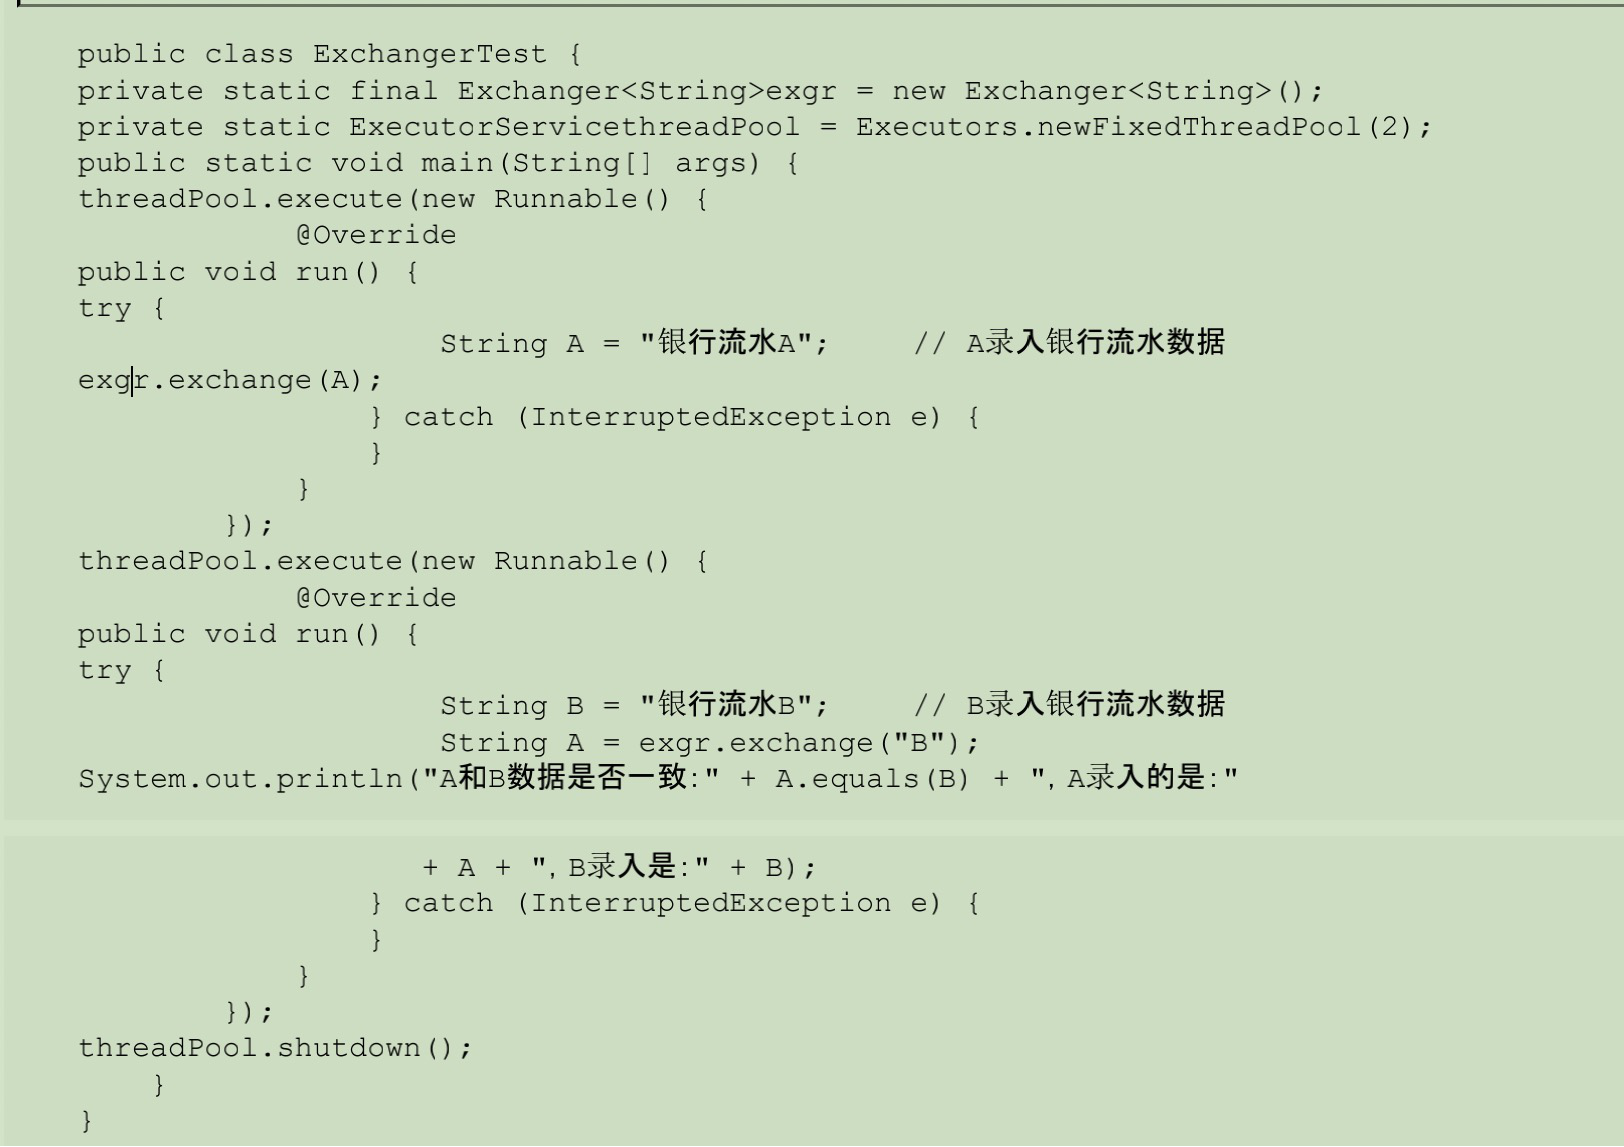 public class ExchangerTest {
private static final Exchanger<String>exgr = new Exchanger<String>();
private static ExecutorServicethreadPool = Executors.newFixedThreadPool(2);
public static void main(String[] args) {
threadPool.execute(new Runnable() {
@Override
public void run() {
try {
String A = "银行流水A"; // A录入银行流水数据
exgr.exchange(A);
} catch (InterruptedException e) {
}
}
});
threadPool.execute(new Runnable() {
@Override
public void run() {
try {
String B = "银行流水B"; // B录入银行流水数据
String A = exgr.exchange("B");
System.out.println("A和B数据是否一致:" + A.equals(B) + ",A录入的是:"
+ A + ",B录入是:" + B);
} catch (InterruptedException e) {
}
}
});
threadPool.shutdown();
}
}